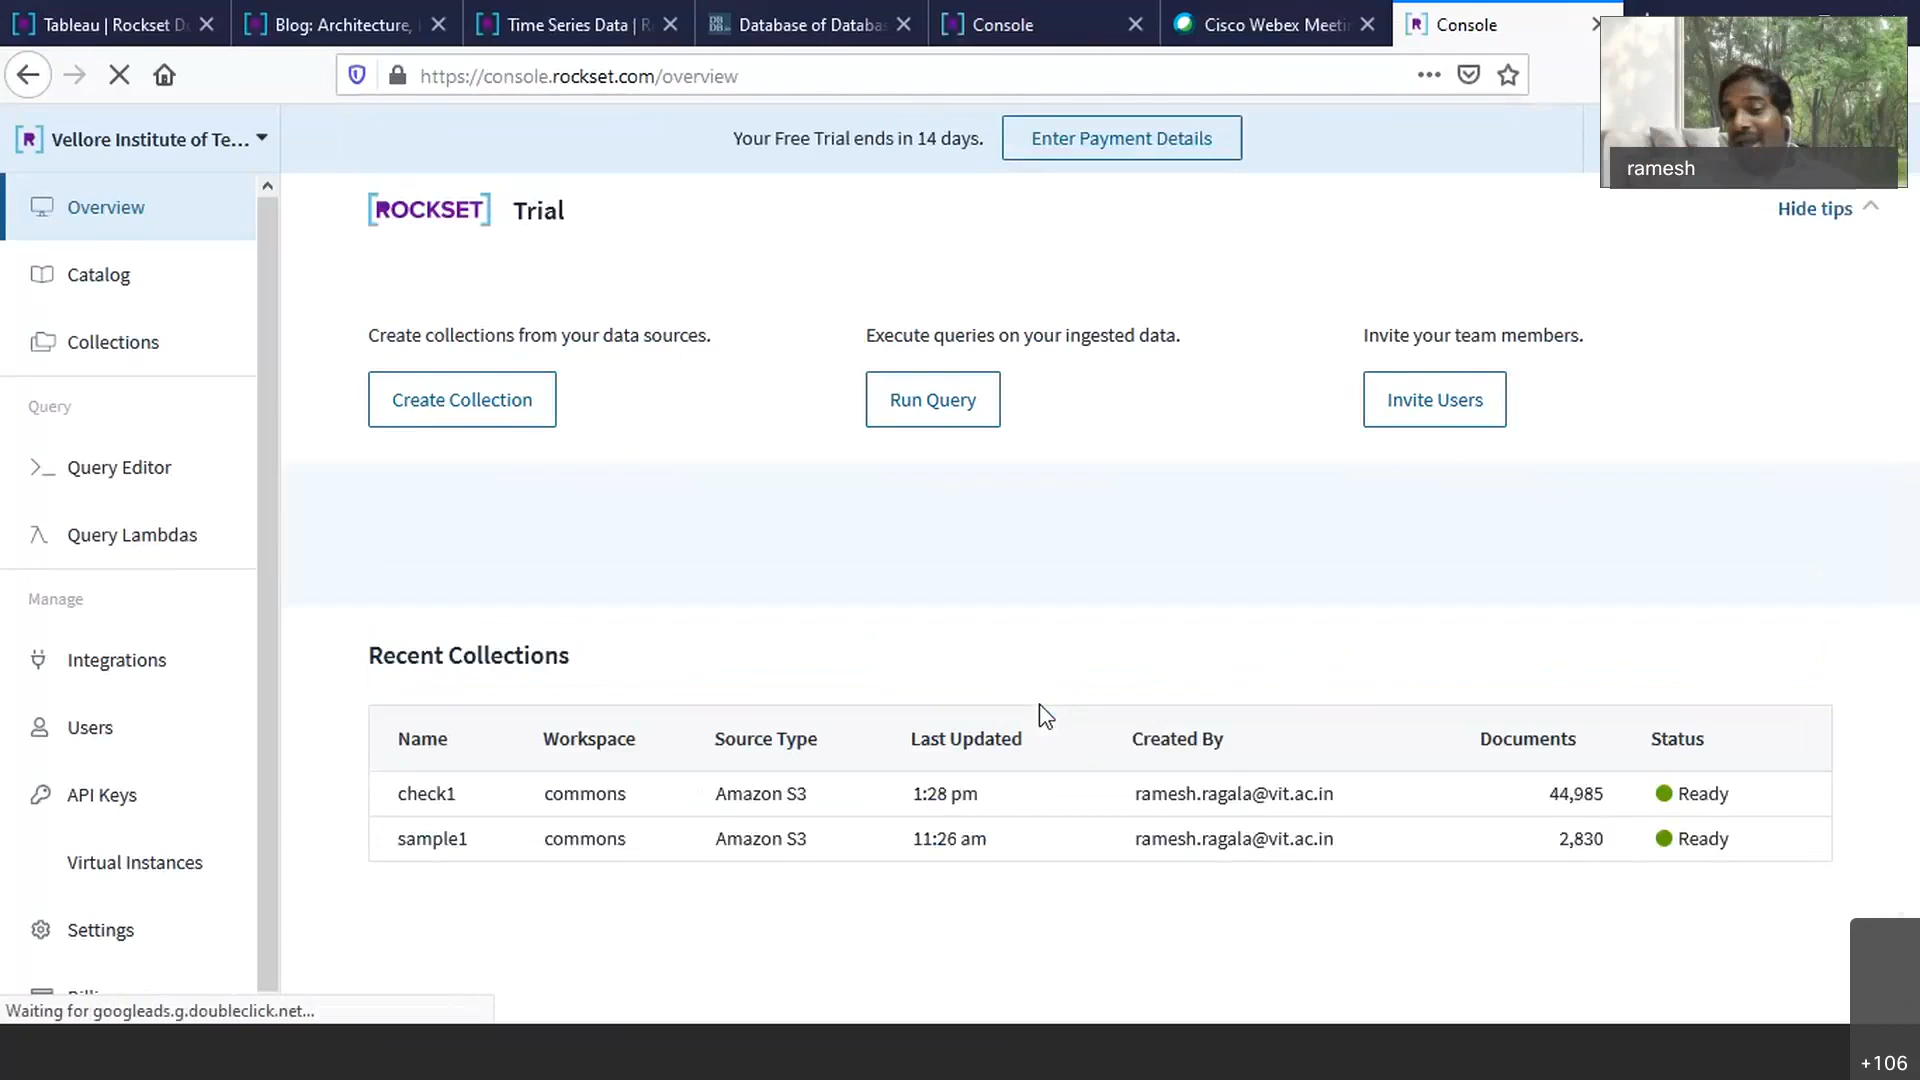 Tableau | Rockset D
Blog: Architecture,
Time Series Data | R
Database of Databas
Console
Cisco Webex Meeti
Console
https://console.rockset.com/overview
ramesh
[R] Vellore Institute of Te...
Your Free Trial ends in 14 days.
Enter Payment Details
Overview
Catalog
Collections
Query
Query Editor
Query Lambdas
Manage
Integrations
Users
API Keys
Virtual Instances
Settings
[ROCKSET] Trial
Hide tips
Create collections from your data sources.
Create Collection
Execute queries on your ingested data.
Run Query
Invite your team members.
Invite Users
Recent Collections
Name Workspace Source Type Last Updated Created By Documents Status
check1 commons Amazon S3 1:28 pm ramesh.ragala@vit.ac.in 44,985 Ready
sample1 commons Amazon S3 11:26 am ramesh.ragala@vit.ac.in 2,830 Ready
Waiting for googleads.g.doubleclick.net...
+106